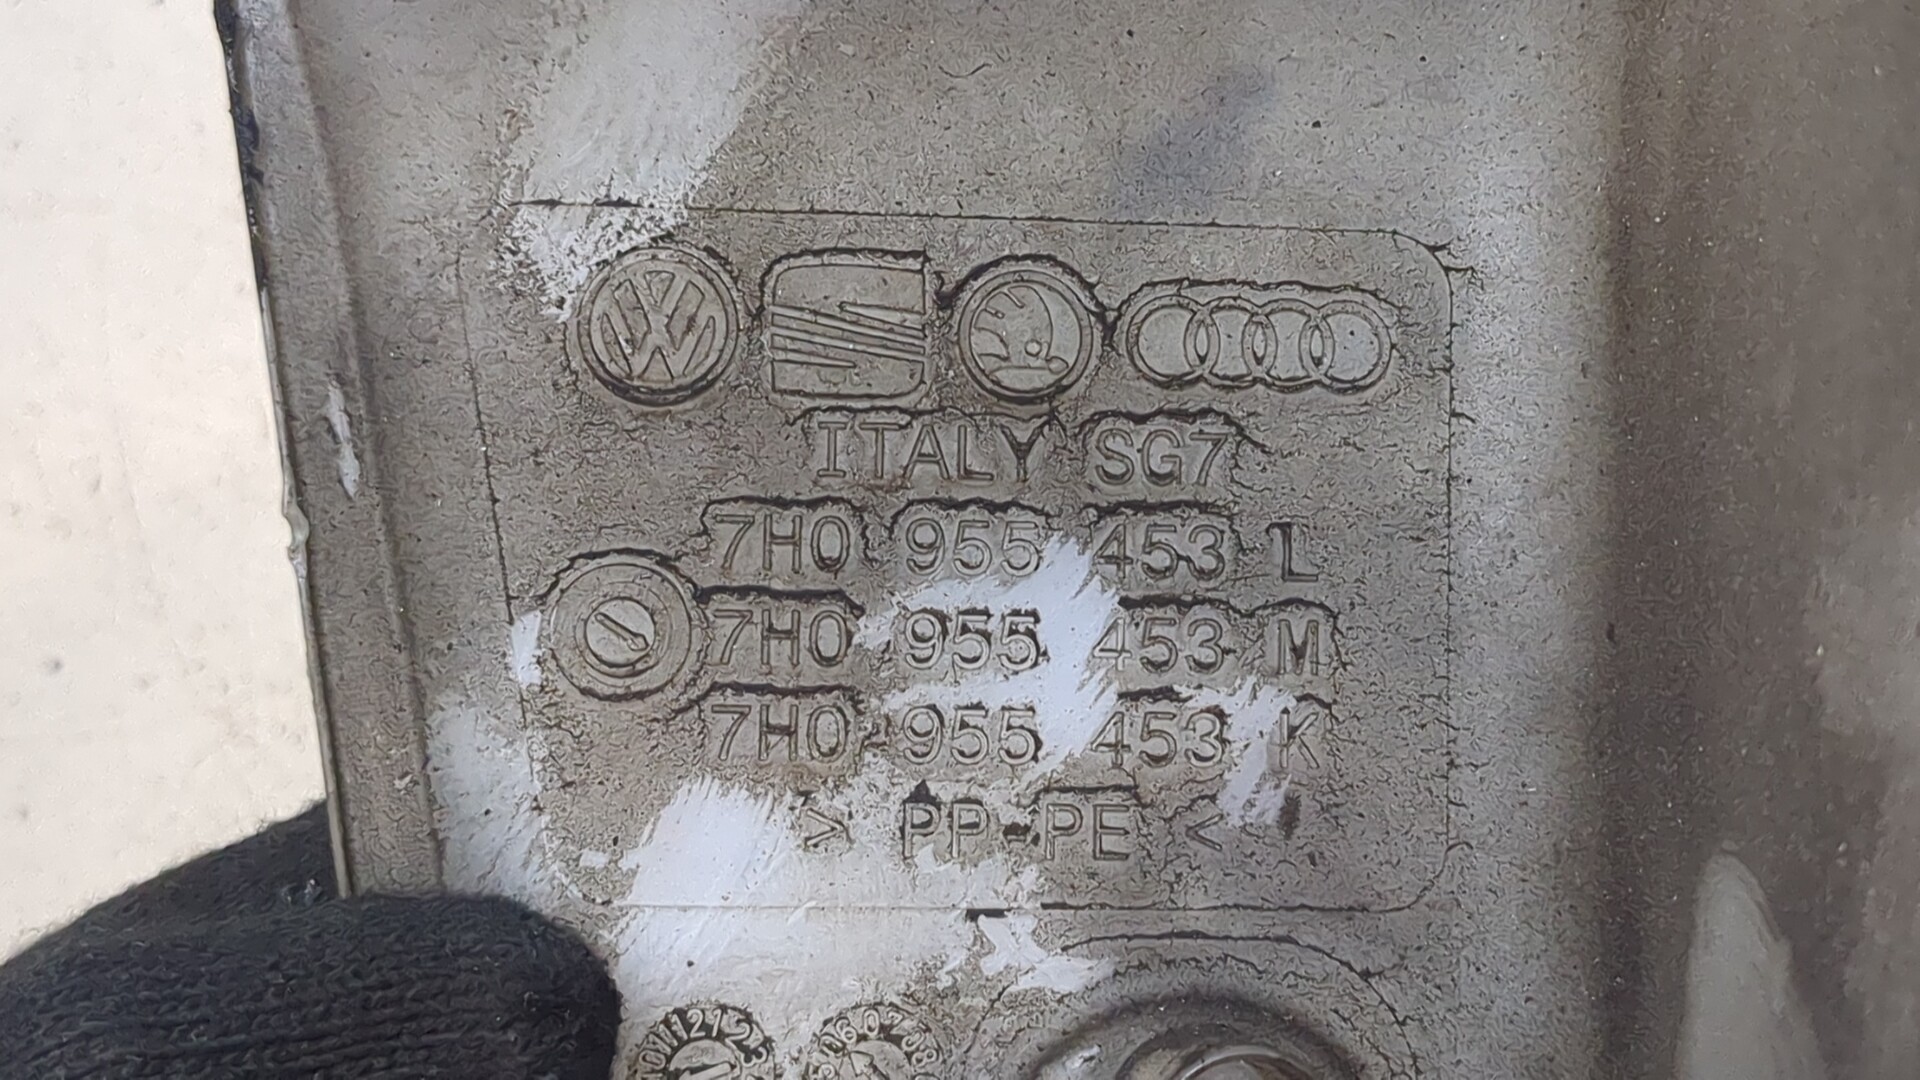 ITALY SG7
7H0 955 453 L
7H0 955 453 M
7H0 955 453 K
> PP-PE <